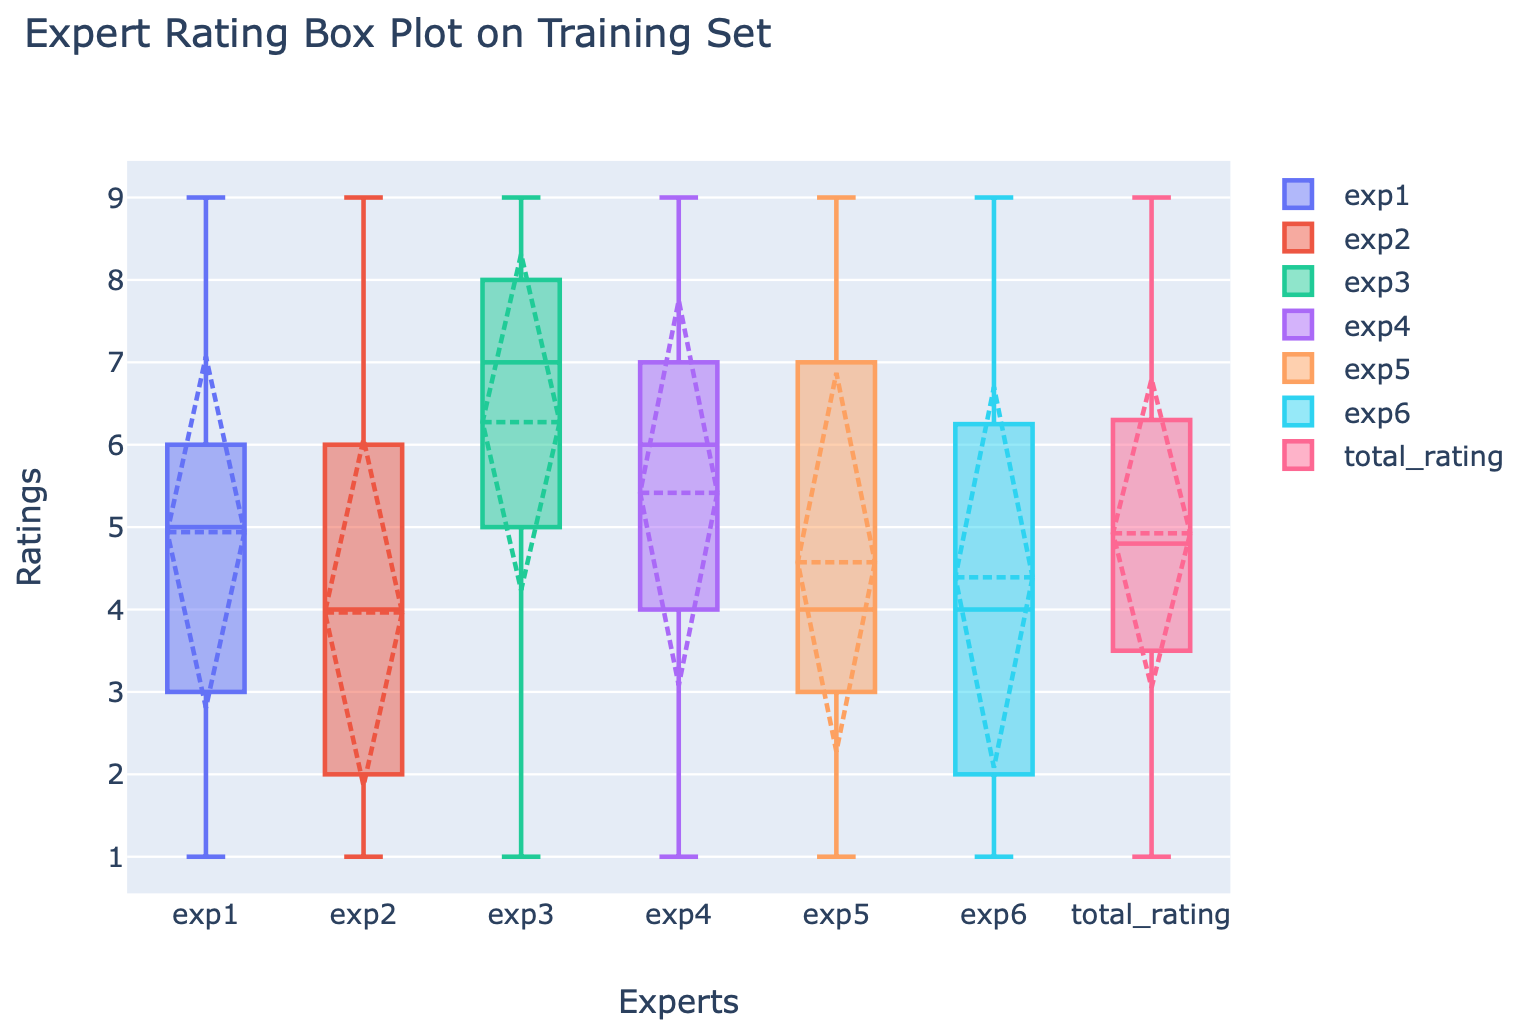 Expert Rating Box Plot on Training Set
9
8
7
6
5
4
3
2
1
Ratings
exp1 exp2 exp3 exp4 exp5 exp6 total_rating
Experts
exp1
exp2
exp3
exp4
exp5
exp6
total_rating